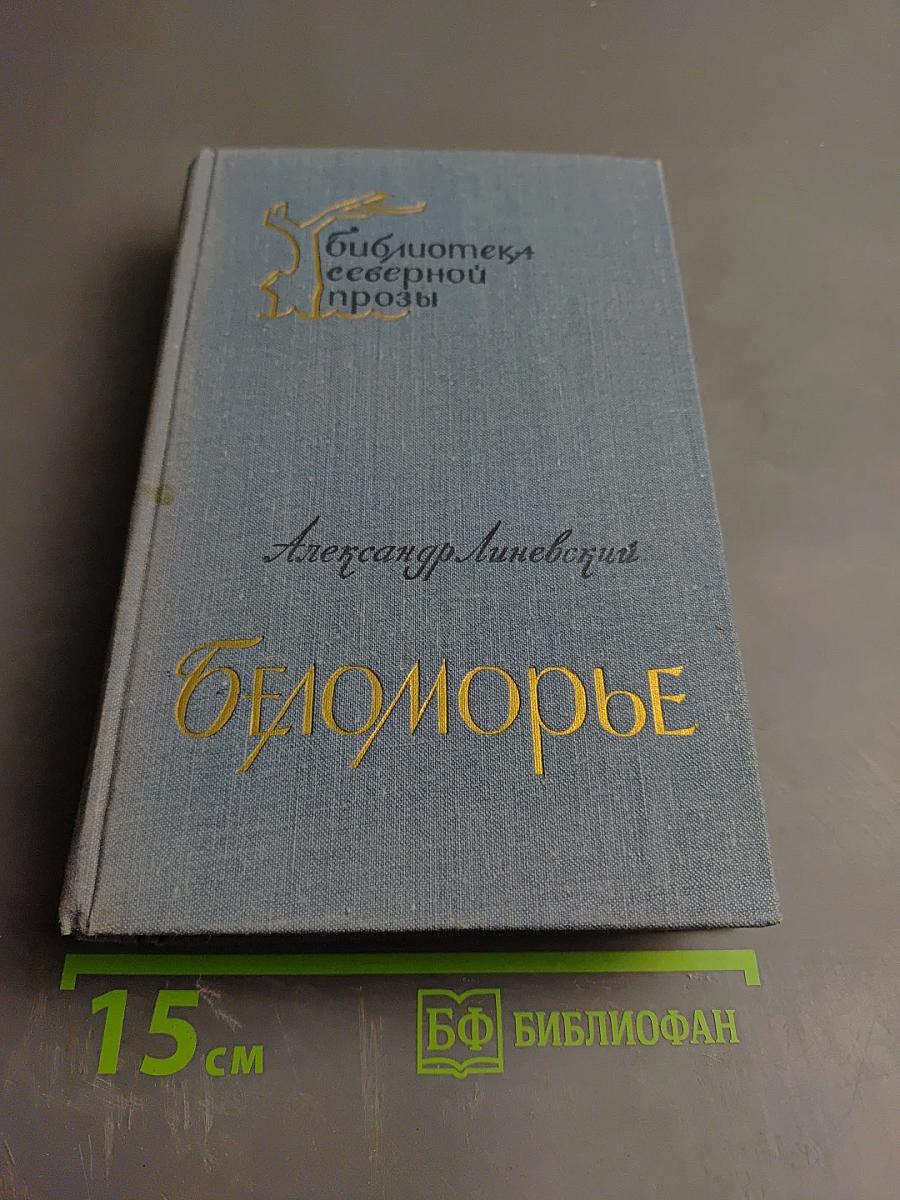 библиотека
северной
прозы
Александр Линевский
Беломорье
15 см
БФ БИБЛИОФАН